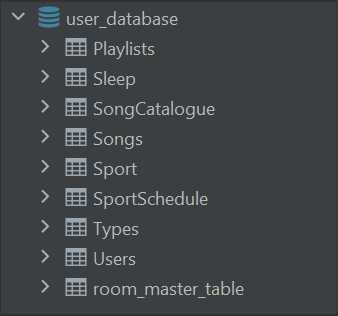 user_database
Playlists
Sleep
SongCatalogue
Songs
Sport
SportSchedule
Types
Users
room_master_table